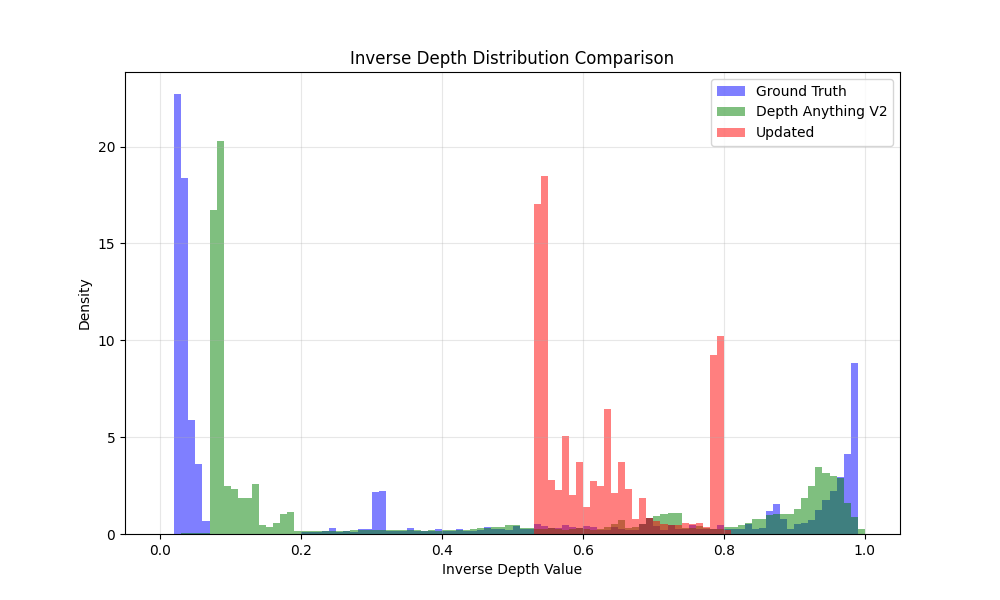 Inverse Depth Distribution Comparison
Ground Truth
Depth Anything V2
Updated
Density
20
15
10
5
0
0.0 0.2 0.4 0.6 0.8 1.0
Inverse Depth Value